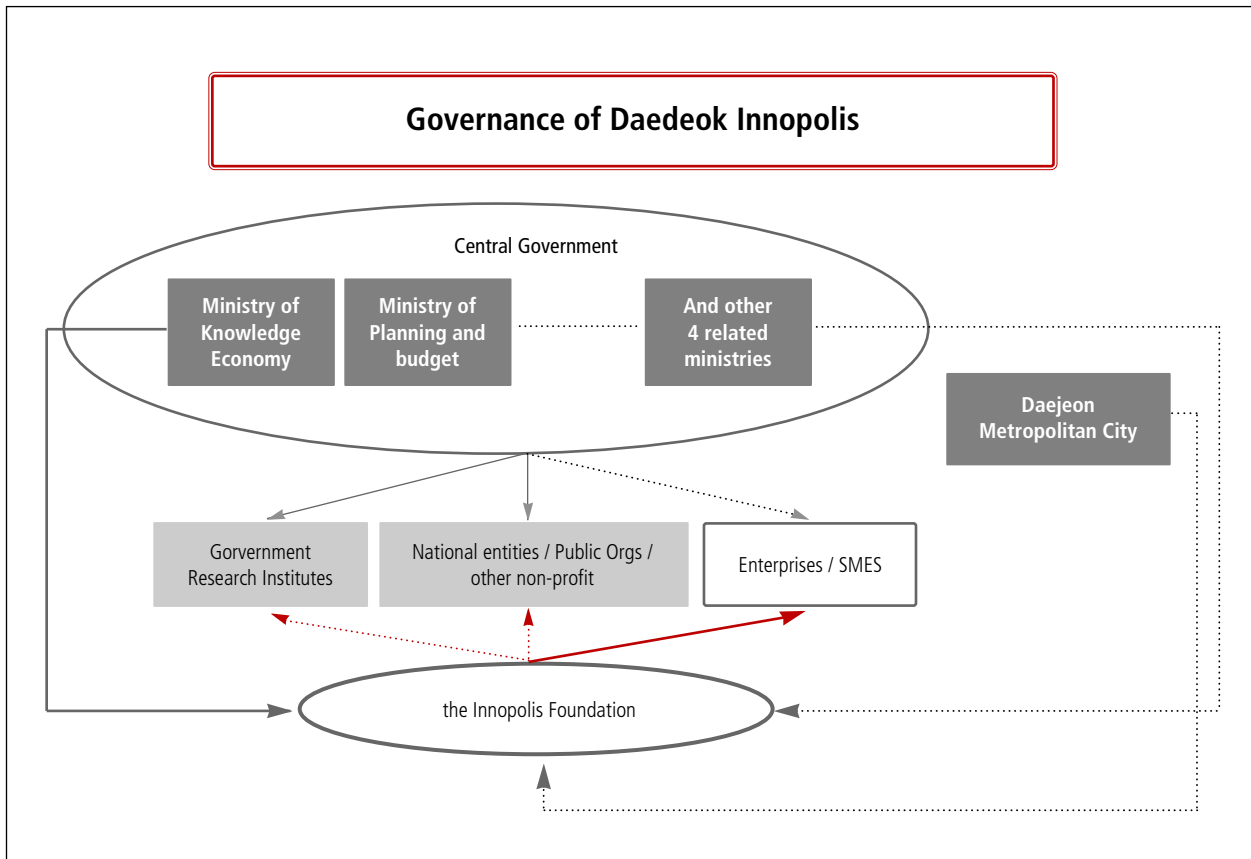 Governance of Daedeok Innopolis
Central Government
Ministry of
Knowledge
Economy
Ministry of
Planning and
budget
And other
4 related
ministries
Daejeon
Metropolitan City
Gorvernment
Research Institutes
National entities / Public Orgs /
other non-profit
Enterprises / SMES
the Innopolis Foundation